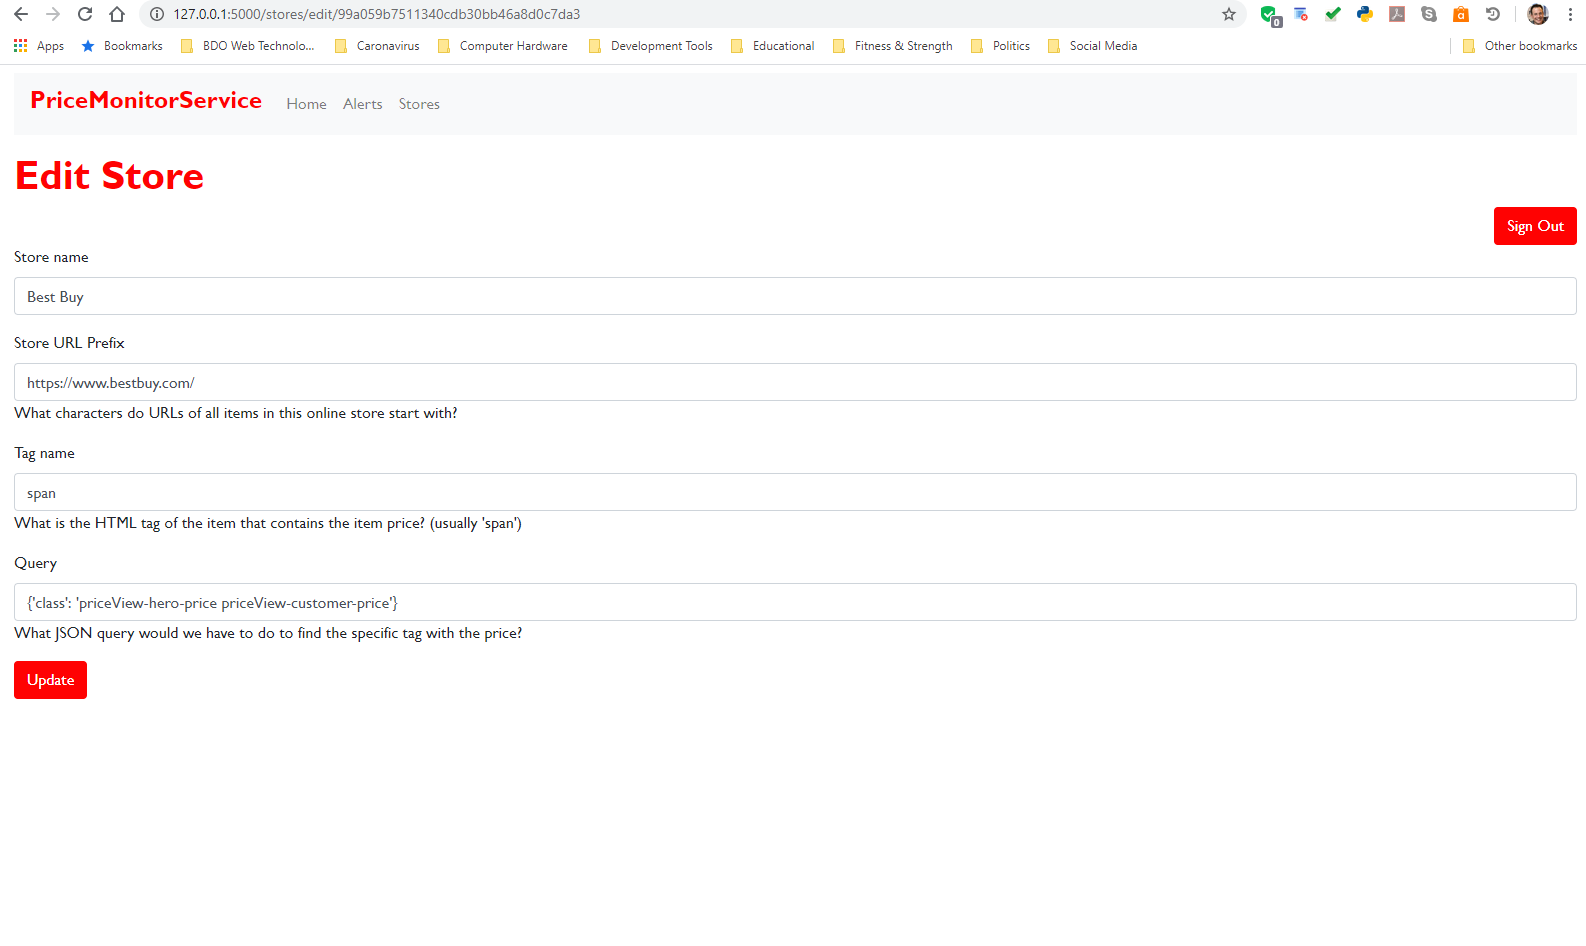 127.0.0.1:5000/stores/edit/99a059b7511340cdb30bb46a8d0c7da3
0
Apps Bookmarks BDO Web Technolo... Caronavirus Computer Hardware Development Tools Educational Fitness & Strength Politics Social Media Other bookmarks
PriceMonitorService Home Alerts Stores
Edit Store
Sign Out
Store name
Best Buy
Store URL Prefix
https://www.bestbuy.com/
What characters do URLs of all items in this online store start with?
Tag name
span
What is the HTML tag of the item that contains the item price? (usually 'span')
Query
{'class': 'priceView-hero-price priceView-customer-price'}
What JSON query would we have to do to find the specific tag with the price?
Update